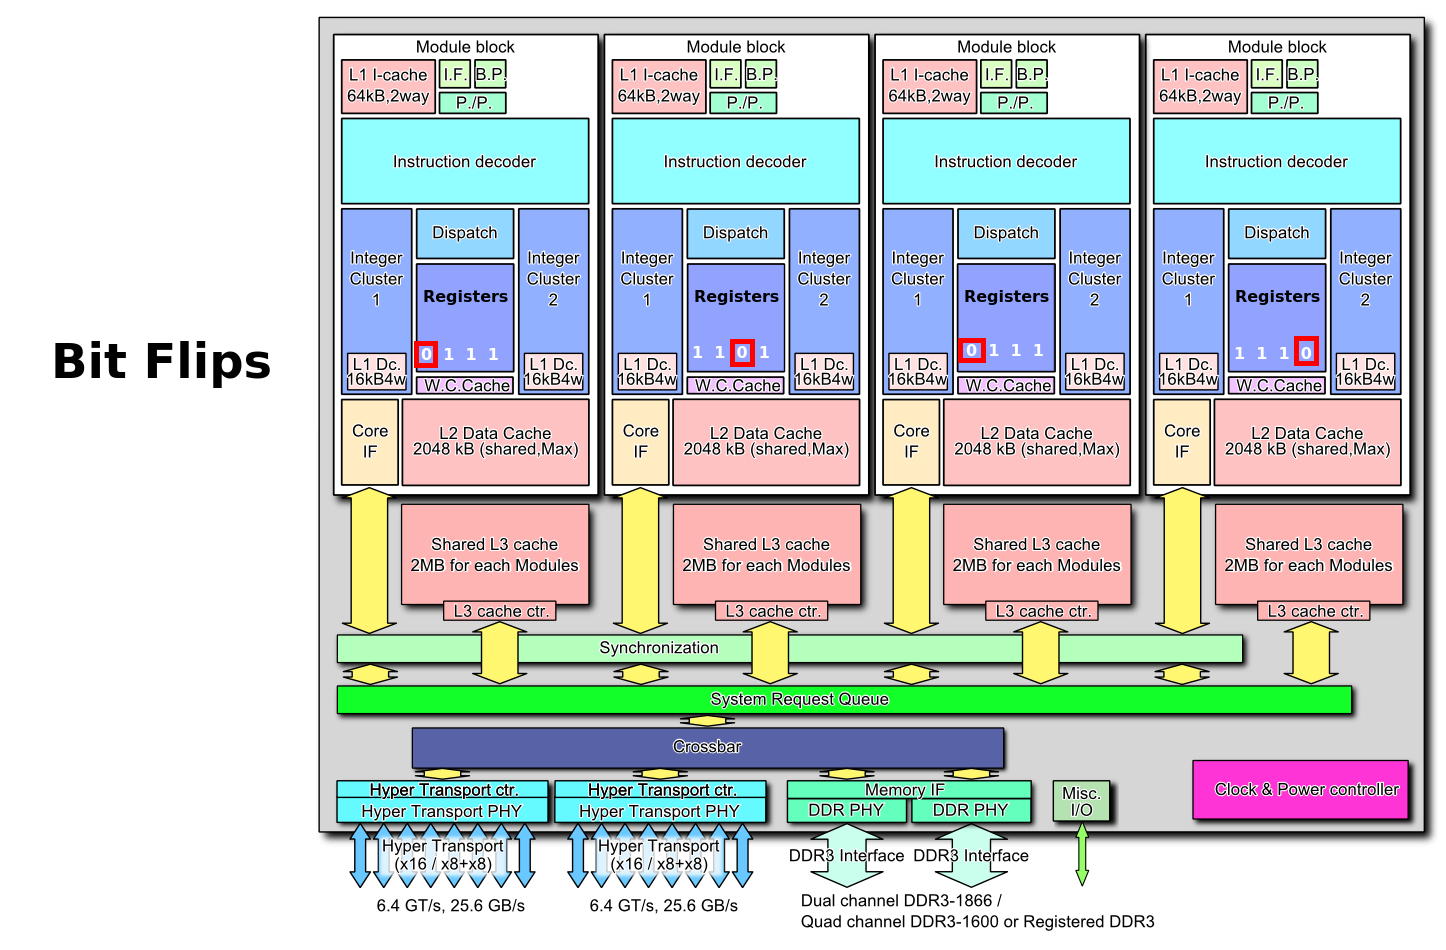 Bit Flips
Module block
L1 I-cache
64kB,2way
I.F.
B.P.
P./P.
Instruction decoder
Integer
Cluster
1
Dispatch
Registers
0 1 1 1
Integer
Cluster
2
L1 Dc.
16kB4w
W.C.Cache
L1 Dc.
16kB4w
Core
IF
L2 Data Cache
2048 kB (shared,Max)
Module block
L1 I-cache
64kB,2way
I.F.
B.P.
P./P.
Instruction decoder
Integer
Cluster
1
Dispatch
Registers
1 1 0 1
Integer
Cluster
2
L1 Dc.
16kB4w
W.C.Cache
L1 Dc.
16kB4w
Core
IF
L2 Data Cache
2048 kB (shared,Max)
Module block
L1 I-cache
64kB,2way
I.F.
B.P.
P./P.
Instruction decoder
Integer
Cluster
1
Dispatch
Registers
0 1 1 1
Integer
Cluster
2
L1 Dc.
16kB4w
W.C.Cache
L1 Dc.
16kB4w
Core
IF
L2 Data Cache
2048 kB (shared,Max)
Module block
L1 I-cache
64kB,2way
I.F.
B.P.
P./P.
Instruction decoder
Integer
Cluster
1
Dispatch
Registers
1 1 1 0
Integer
Cluster
2
L1 Dc.
16kB4w
W.C.Cache
L1 Dc.
16kB4w
Core
IF
L2 Data Cache
2048 kB (shared,Max)
Shared L3 cache
2MB for each Modules
L3 cache ctr.
Shared L3 cache
2MB for each Modules
L3 cache ctr.
Shared L3 cache
2MB for each Modules
L3 cache ctr.
Shared L3 cache
2MB for each Modules
L3 cache ctr.
Synchronization
System Request Queue
Crossbar
Hyper Transport ctr.
Hyper Transport PHY
Hyper Transport ctr.
Hyper Transport PHY
Memory IF
DDR PHY
DDR PHY
Misc.
I/O
Clock & Power controller
Hyper Transport
(x16 / x8+x8)
Hyper Transport
(x16 / x8+x8)
DDR3 Interface
DDR3 Interface
6.4 GT/s, 25.6 GB/s
6.4 GT/s, 25.6 GB/s
Dual channel DDR3-1866 /
Quad channel DDR3-1600 or Registered DDR3